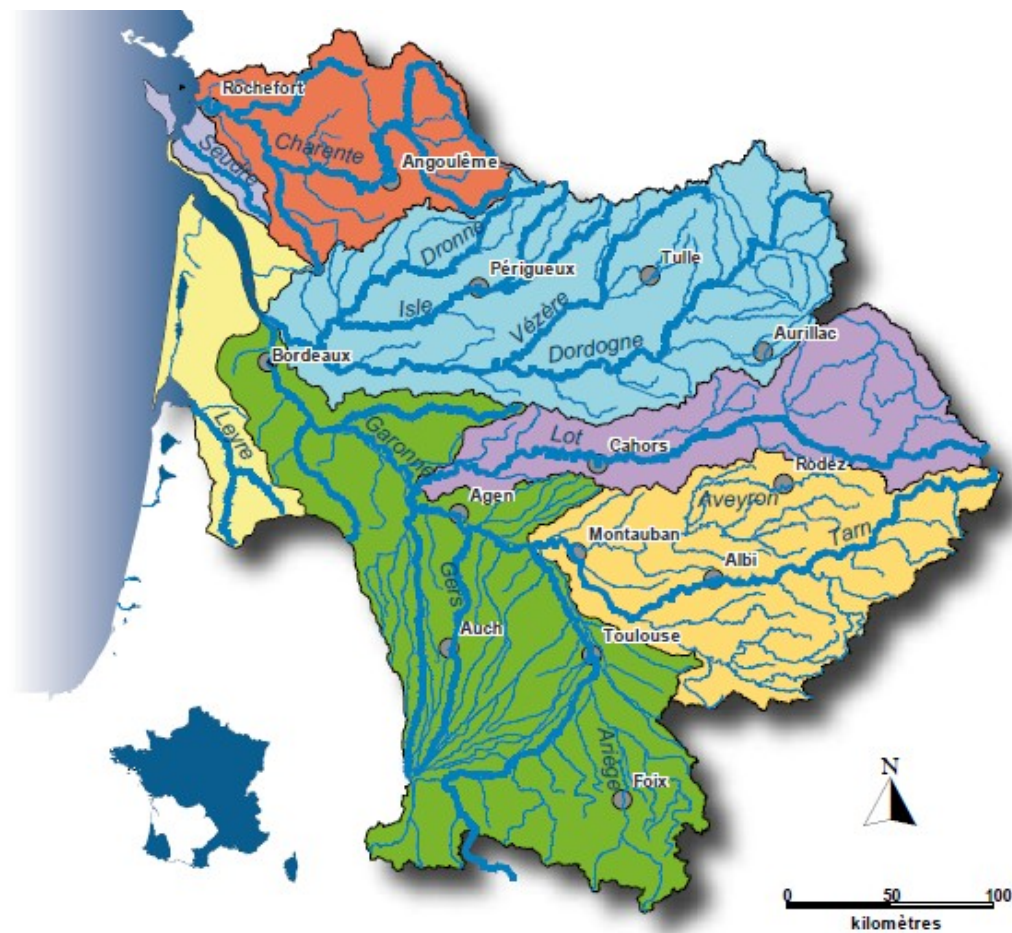 Rochefort
Seudre
Charente
Angoulême
Dronne
Périgueux
Tulle
Isle
Vézère
Dordogne
Aurillac
Bordeaux
Leyre
Garonne
Lot
Cahors
Rodez
Agen
Aveyron
Montauban
Tarn
Albi
Gers
Auch
Toulouse
Ariège
Foix
N
0 50 100
kilomètres